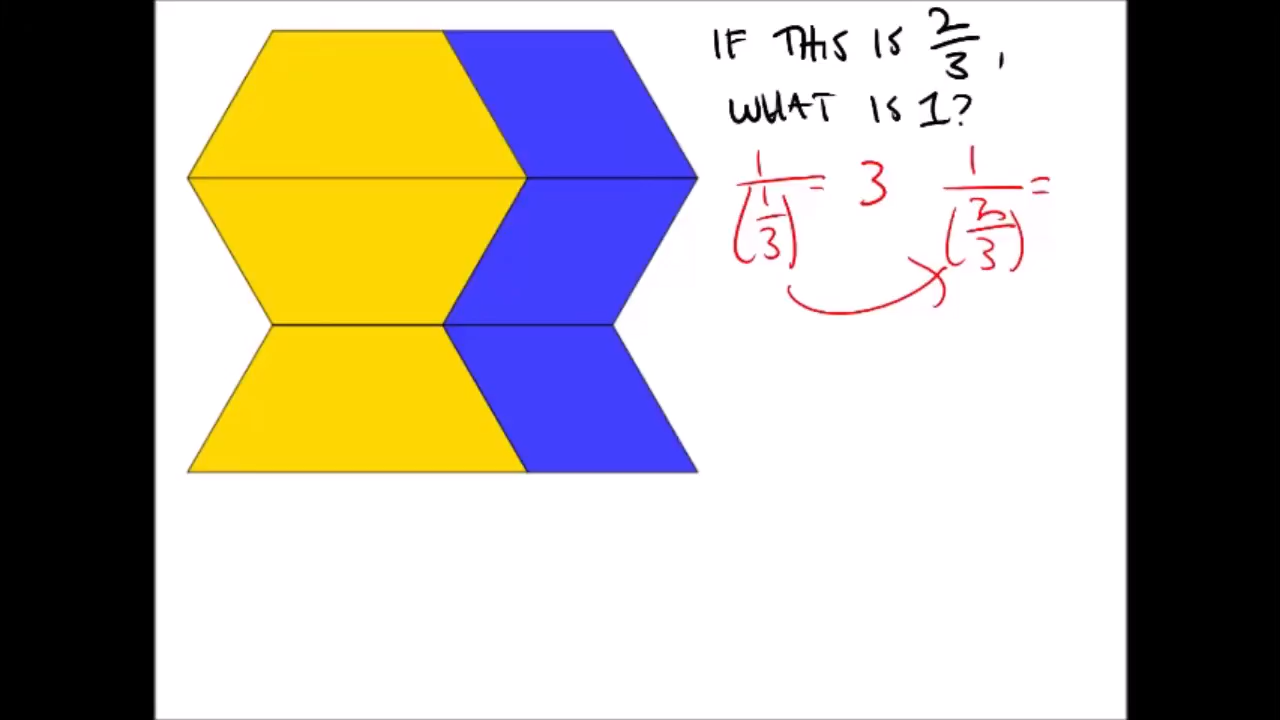 IF THIS IS 2/3,
WHAT IS 1?
1/(1/3) = 3 1/(2/3) =